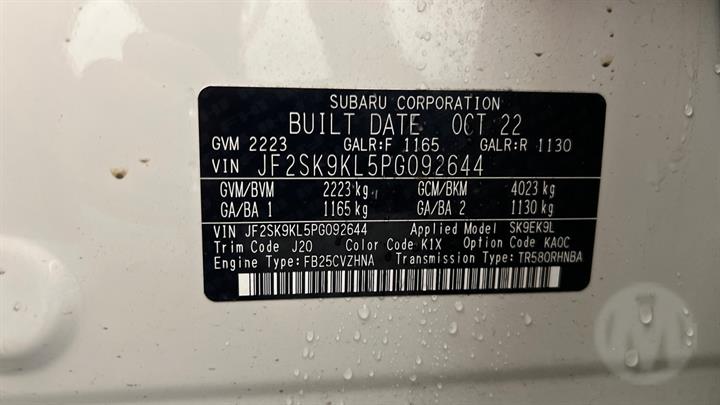 SUBARU CORPORATION
BUILT DATE OCT 22
GVM 2223 GALR:F 1165 GALR:R 1130
VIN JF2SK9KL5PG092644
GVM/BVM 2223 kg GCM/BKM 4023 kg
GA/BA 1 1165 kg GA/BA 2 1130 kg
VIN JF2SK9KL5PG092644 Applied Model SK9EK9L
Trim Code J20 Color Code K1X Option Code KAOC
Engine Type:FB25CVZHNA Transmission Type:TR580RHNBA
M